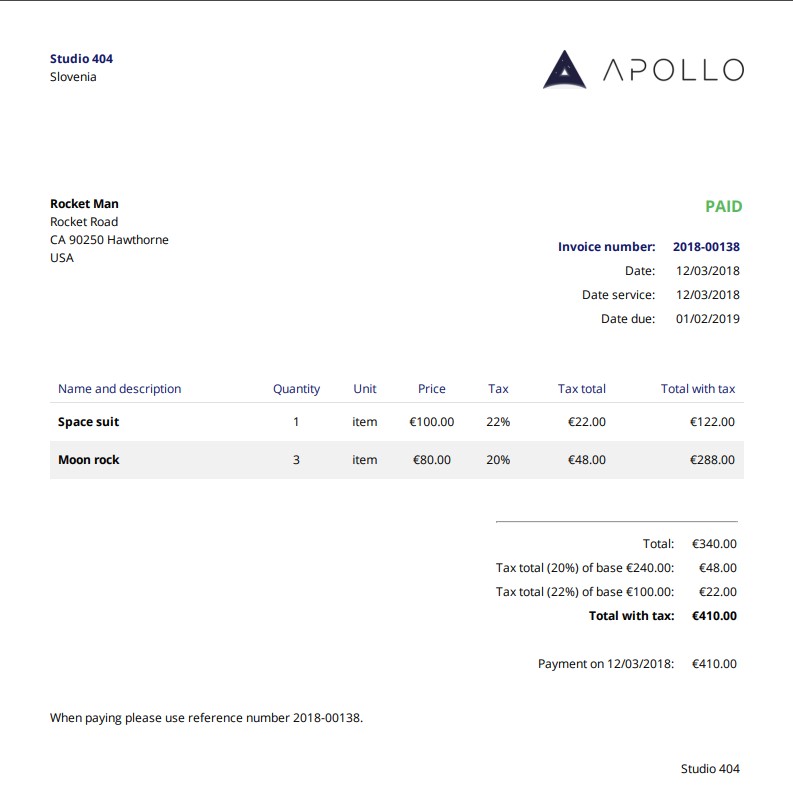 Studio 404
Slovenia
APOLLO
Rocket Man
Rocket Road
CA 90250 Hawthorne
USA
PAID
Invoice number: 2018-00138
Date: 12/03/2018
Date service: 12/03/2018
Date due: 01/02/2019
Name and description Quantity Unit Price Tax Tax total Total with tax
Space suit 1 item €100.00 22% €22.00 €122.00
Moon rock 3 item €80.00 20% €48.00 €288.00
Total: €340.00
Tax total (20%) of base €240.00: €48.00
Tax total (22%) of base €100.00: €22.00
Total with tax: €410.00
Payment on 12/03/2018: €410.00
When paying please use reference number 2018-00138.
Studio 404